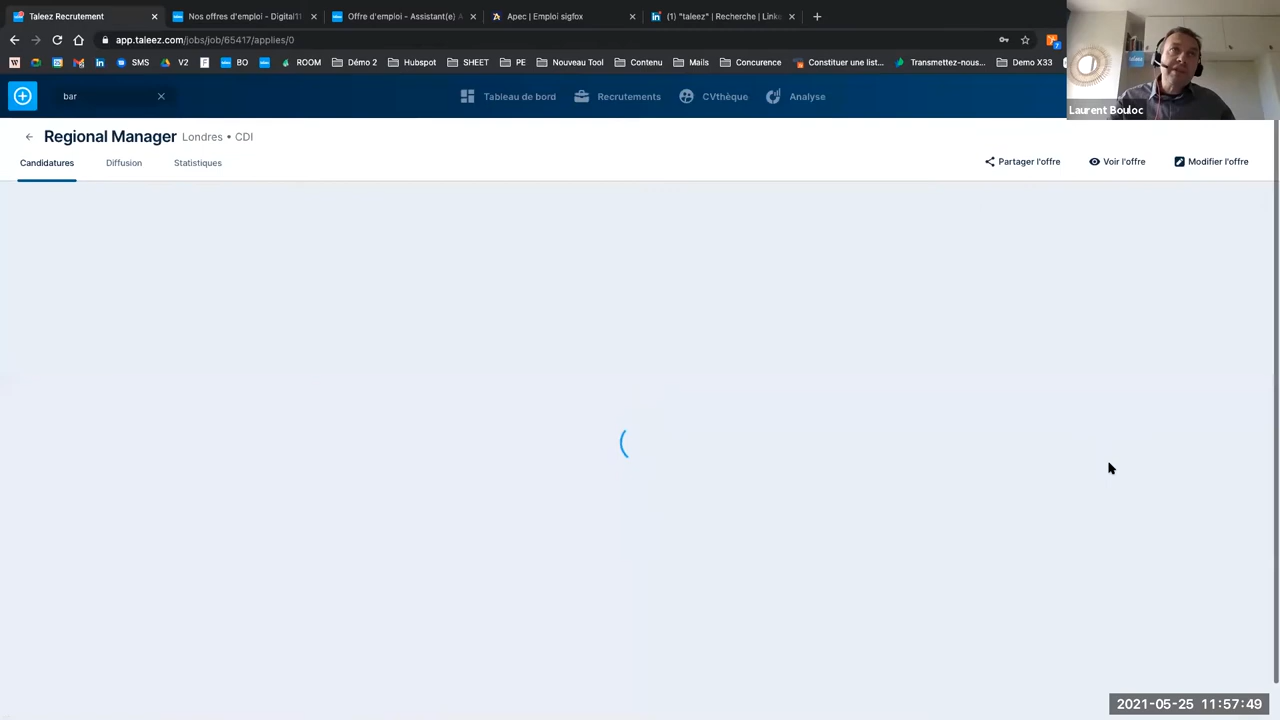 Taleez Recrutement
Nos offres d'emploi - Digital1
Offre d'emploi - Assistant(e)
Apec | Emploi sigfox
(1) "taleez" | Recherche | Linke
app.taleez.com/jobs/job/65417/applies/0
SMS V2 BO ROOM Démo 2 Hubspot SP PE Nouveau Tool Contenu Mails Concurence Constituer une list... Transmettez-nous... Demo X33
bar
Tableau de bord Recrutements CVthèque Analyse
Laurent Bouloc
Regional Manager Londres • CDI
Candidatures Diffusion Statistiques
Partager l'offre Voir l'offre Modifier l'offre
2021-05-25 11:57:49